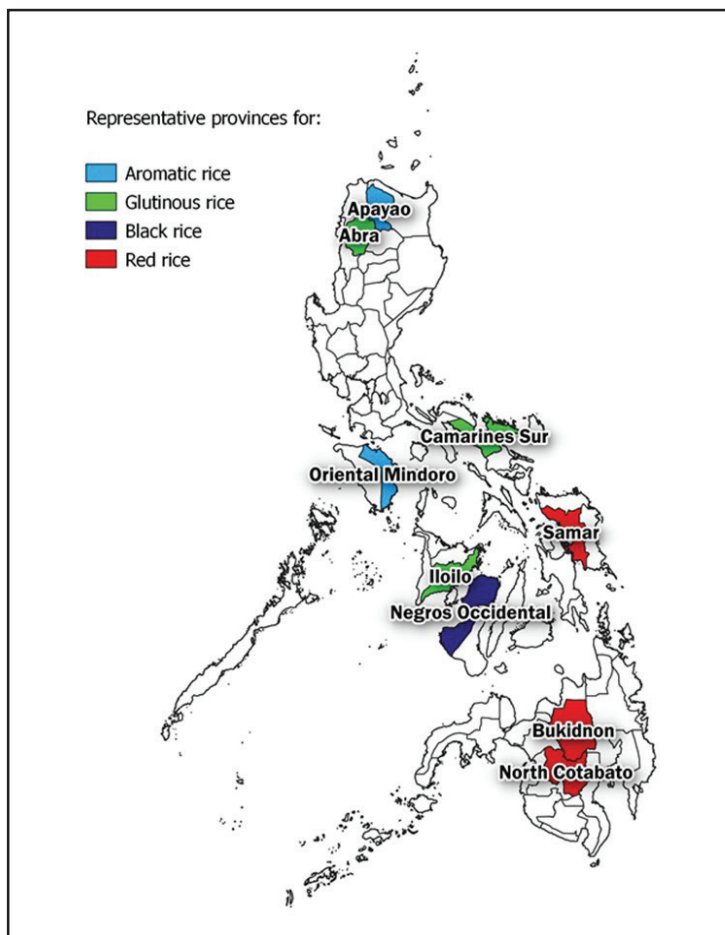 Representative provinces for:
Aromatic rice
Glutinous rice
Black rice
Red rice
Apayao
Abra
Camarines Sur
Oriental Mindoro
Samar
Iloilo
Negros Occidental
Bukidnon
North Cotabato